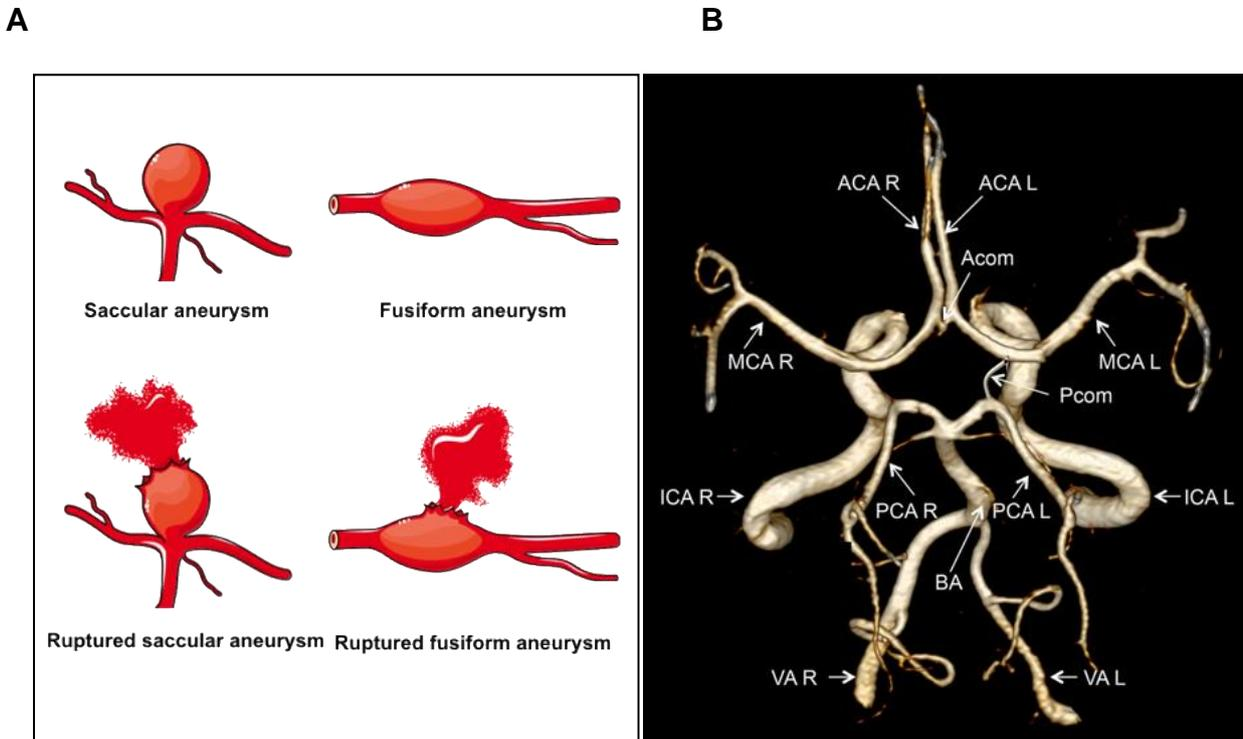 A
B
Saccular aneurysm
Fusiform aneurysm
Ruptured saccular aneurysm
Ruptured fusiform aneurysm
ACA R
ACA L
Acom
MCA R
MCA L
Pcom
ICA R
PCA R
PCA L
ICA L
BA
VA R
VA L